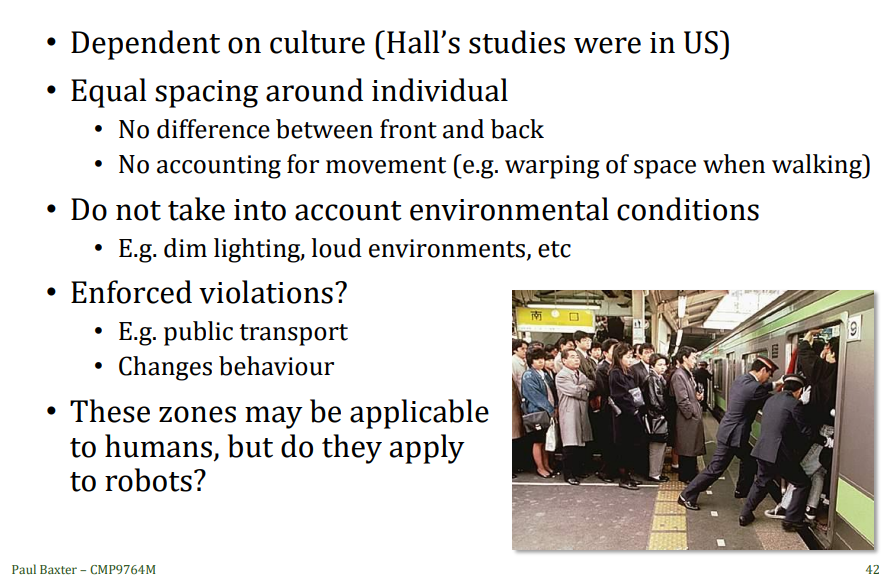 • Dependent on culture (Hall’s studies were in US)
• Equal spacing around individual
• No difference between front and back
• No accounting for movement (e.g. warping of space when walking)
• Do not take into account environmental conditions
• E.g. dim lighting, loud environments, etc
• Enforced violations?
• E.g. public transport
• Changes behaviour
• These zones may be applicable
to humans, but do they apply
to robots?
南 口
9
Paul Baxter – CMP9764M
42